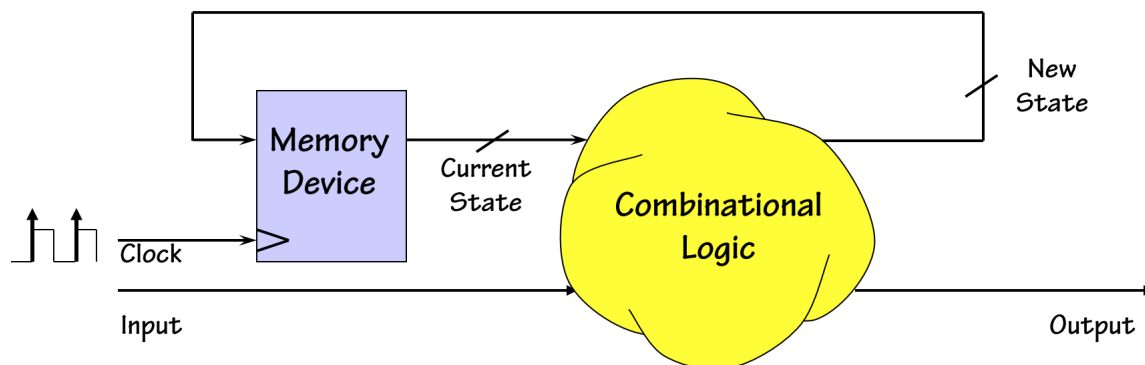 New
State
Memory
Device
Current
State
Combinational
Logic
Clock
Input
Output